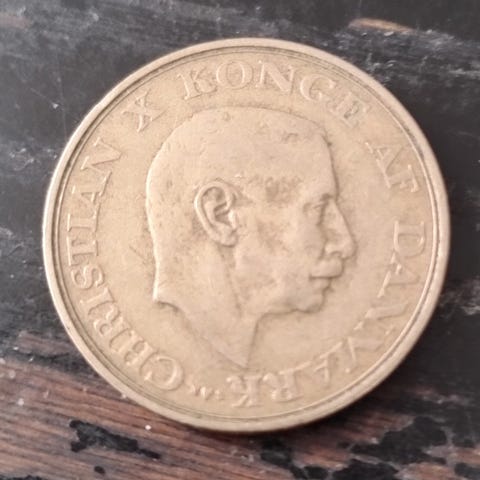 CHRISTIAN X KONGE AF DANMARK